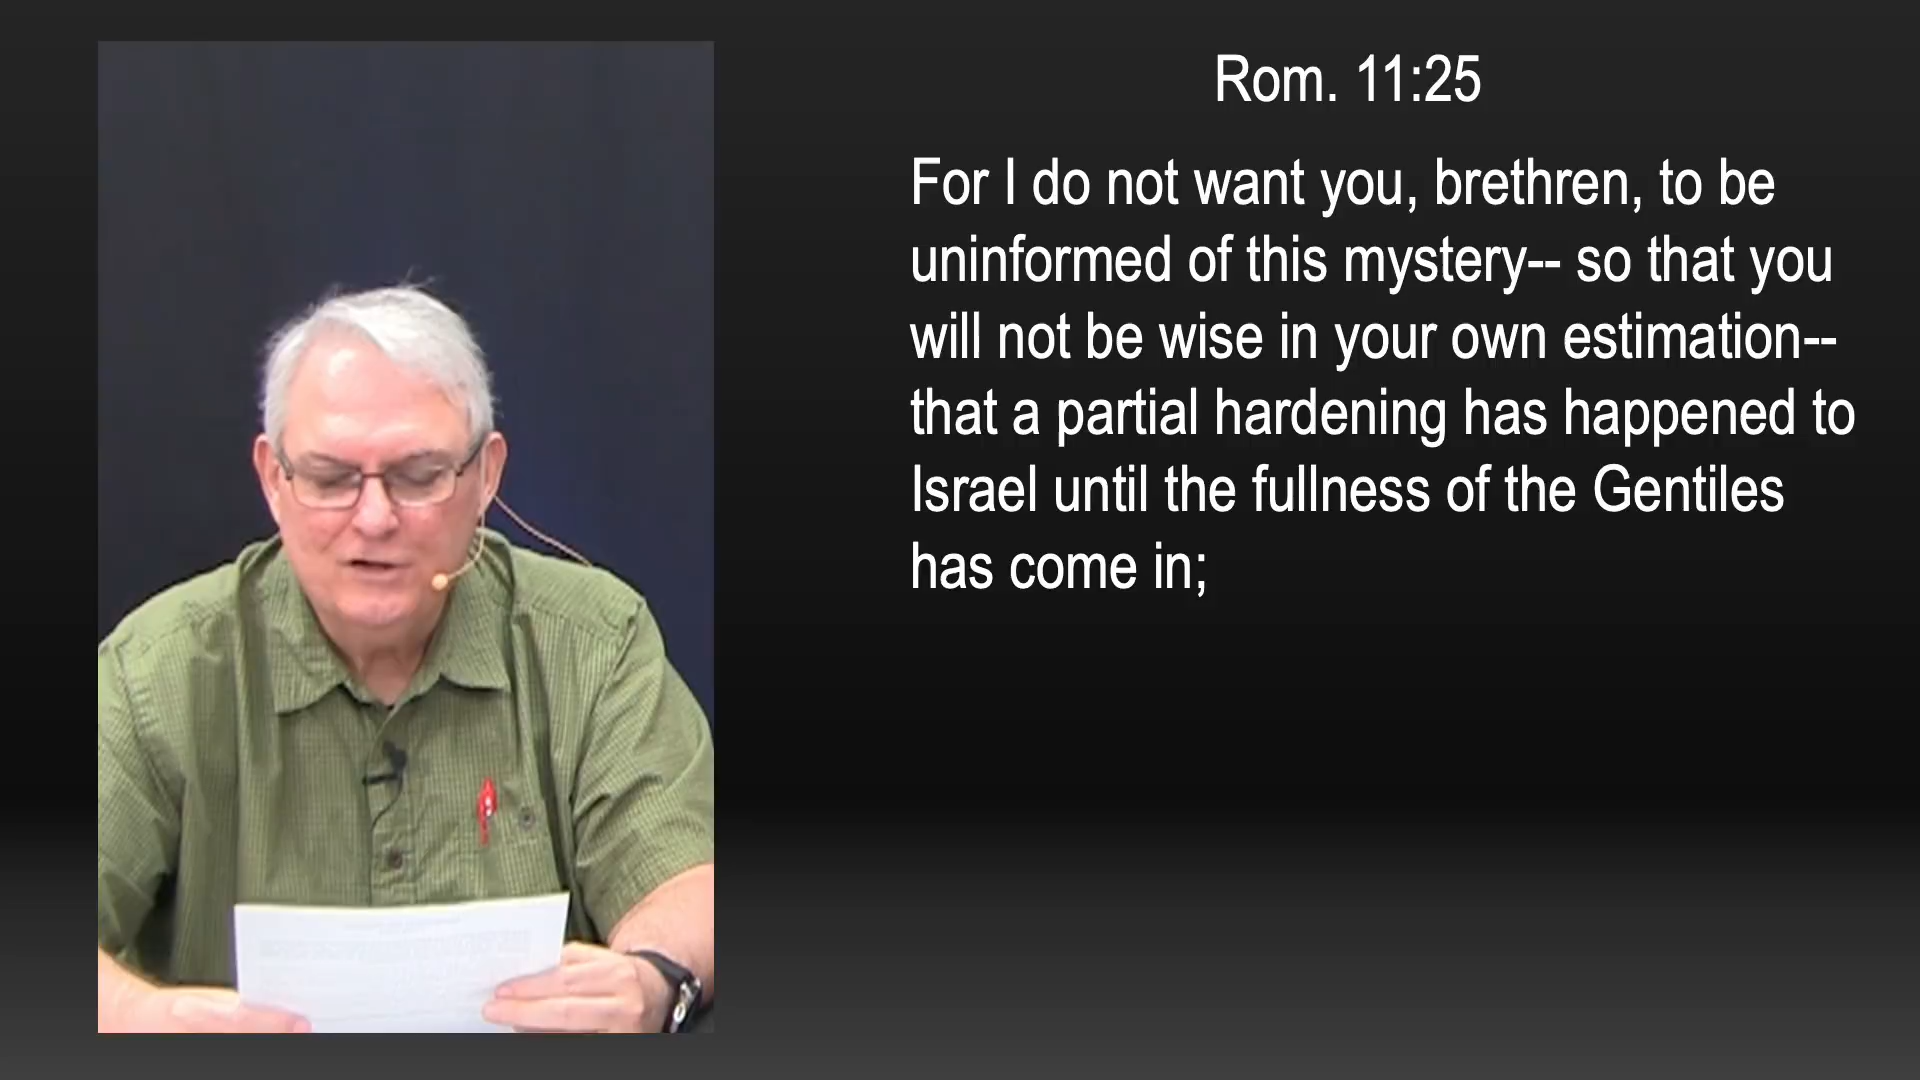 Rom. 11:25
For I do not want you, brethren, to be
uninformed of this mystery-- so that you
will not be wise in your own estimation--
that a partial hardening has happened to
Israel until the fullness of the Gentiles
has come in;